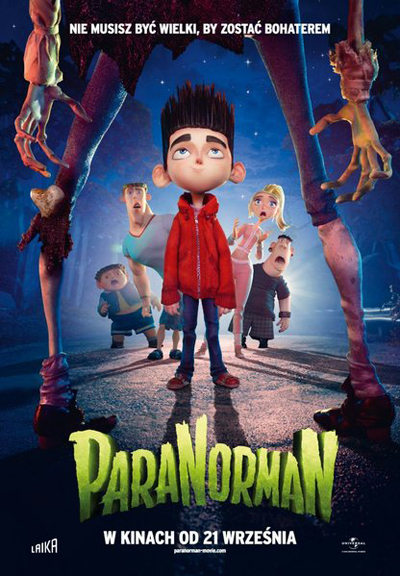 NIE MUSISZ BYĆ WIELKI, BY ZOSTAĆ BOHATEREM
PARANORMAN
W KINACH OD 21 WRZEŚNIA
LAIKA
paranorman-movie.com
UNIVERSAL